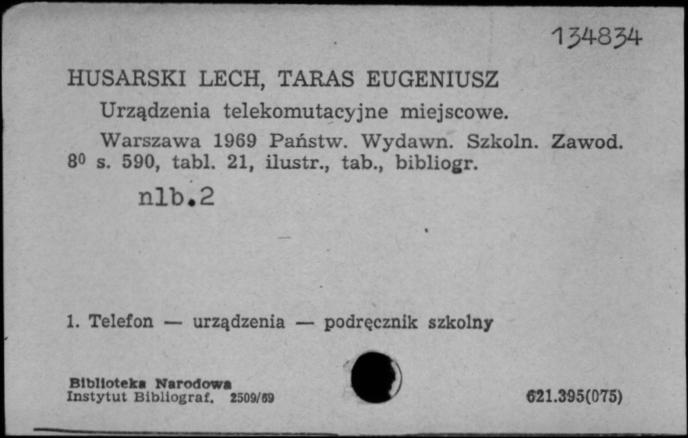 134834
HUSARSKI LECH, TARAS EUGENIUSZ
Urządzenia telekomutacyjne miejscowe.
Warszawa 1969 Państw. Wydawn. Szkoln. Zawod.
8⁰ s. 590, tabl. 21, ilustr., tab., bibliogr.
nlb.2
1. Telefon — urządzenia — podręcznik szkolny
Biblioteka Narodowa
Instytut Bibliograf. 2509/69
621.395(075)